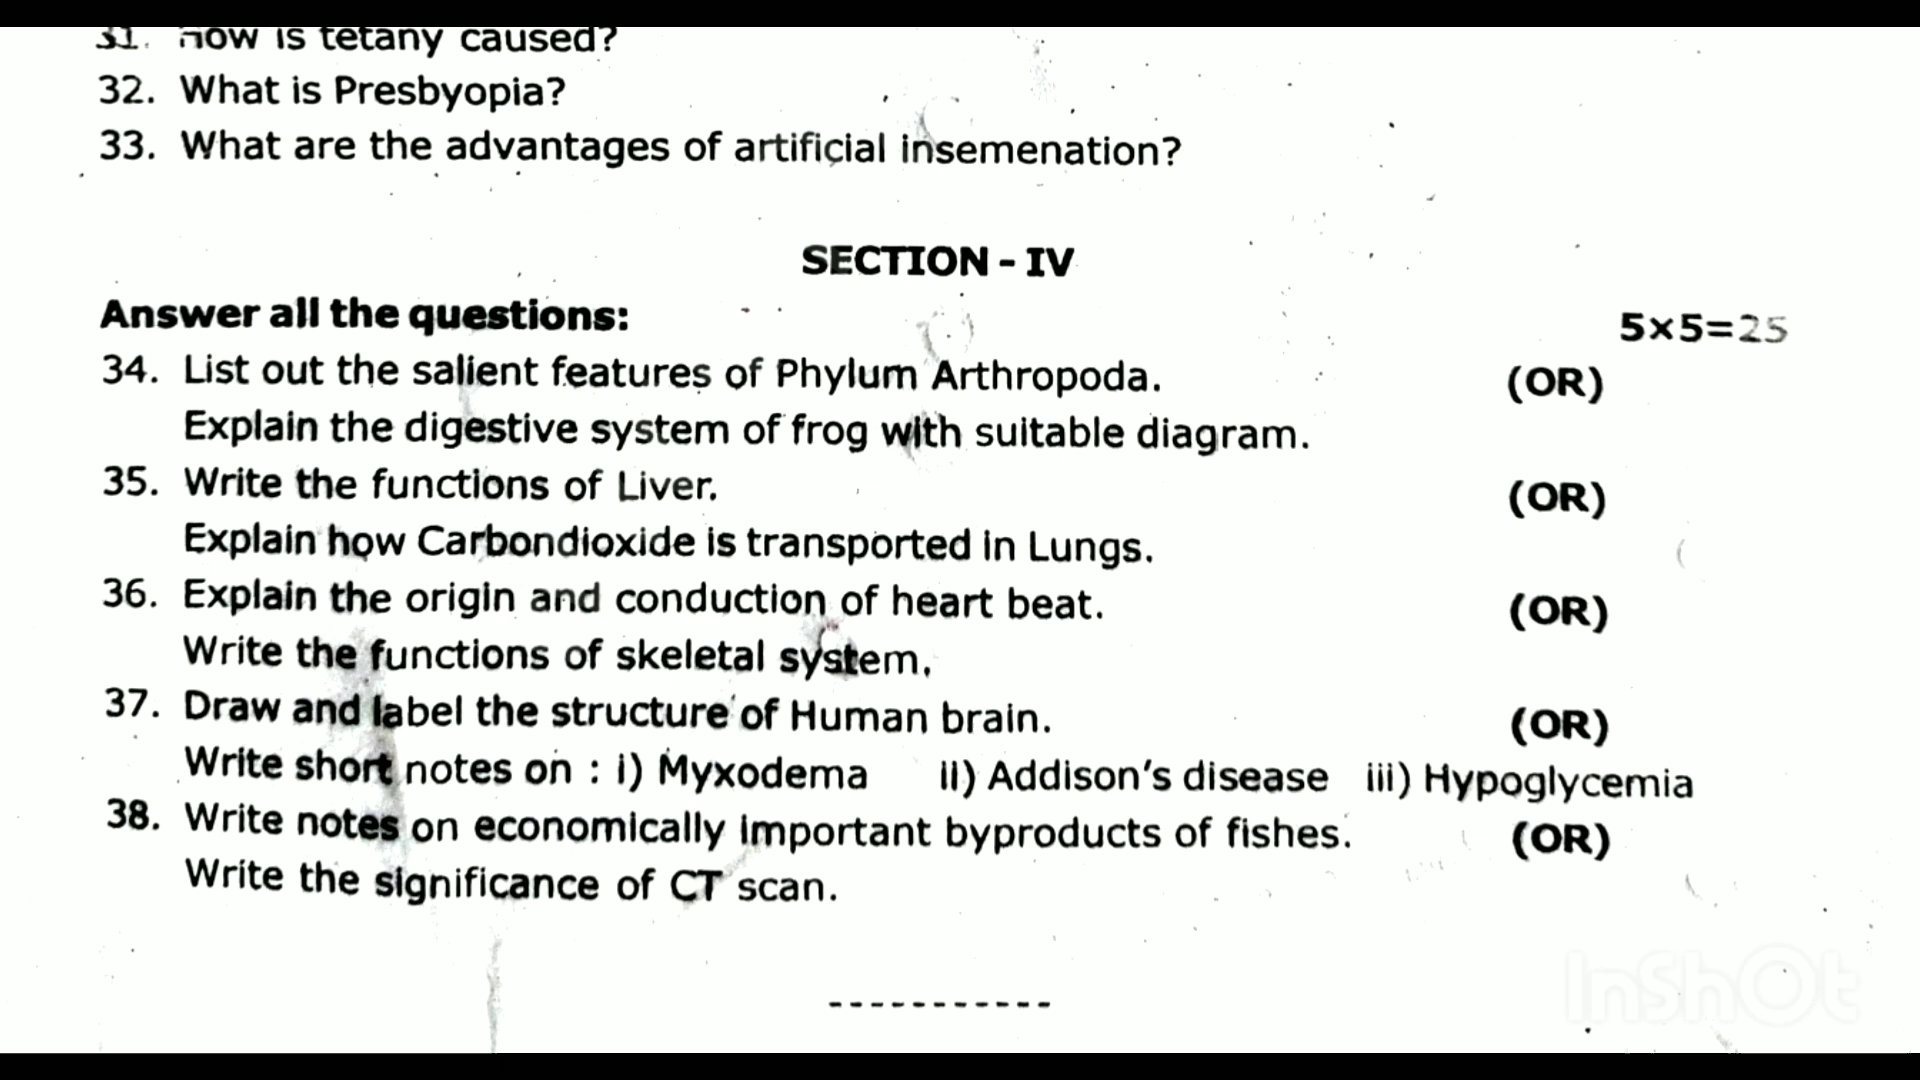 31. How is tetany caused?
32. What is Presbyopia?
33. What are the advantages of artificial insemenation?
SECTION - IV
Answer all the questions: 5×5=25
34. List out the salient features of Phylum Arthropoda. (OR)
Explain the digestive system of frog with suitable diagram.
35. Write the functions of Liver. (OR)
Explain how Carbondioxide is transported in Lungs.
36. Explain the origin and conduction of heart beat. (OR)
Write the functions of skeletal system.
37. Draw and label the structure of Human brain. (OR)
Write short notes on : i) Myxodema ii) Addison's disease iii) Hypoglycemia
38. Write notes on economically important byproducts of fishes. (OR)
Write the significance of CT scan.
-----------
InShOt